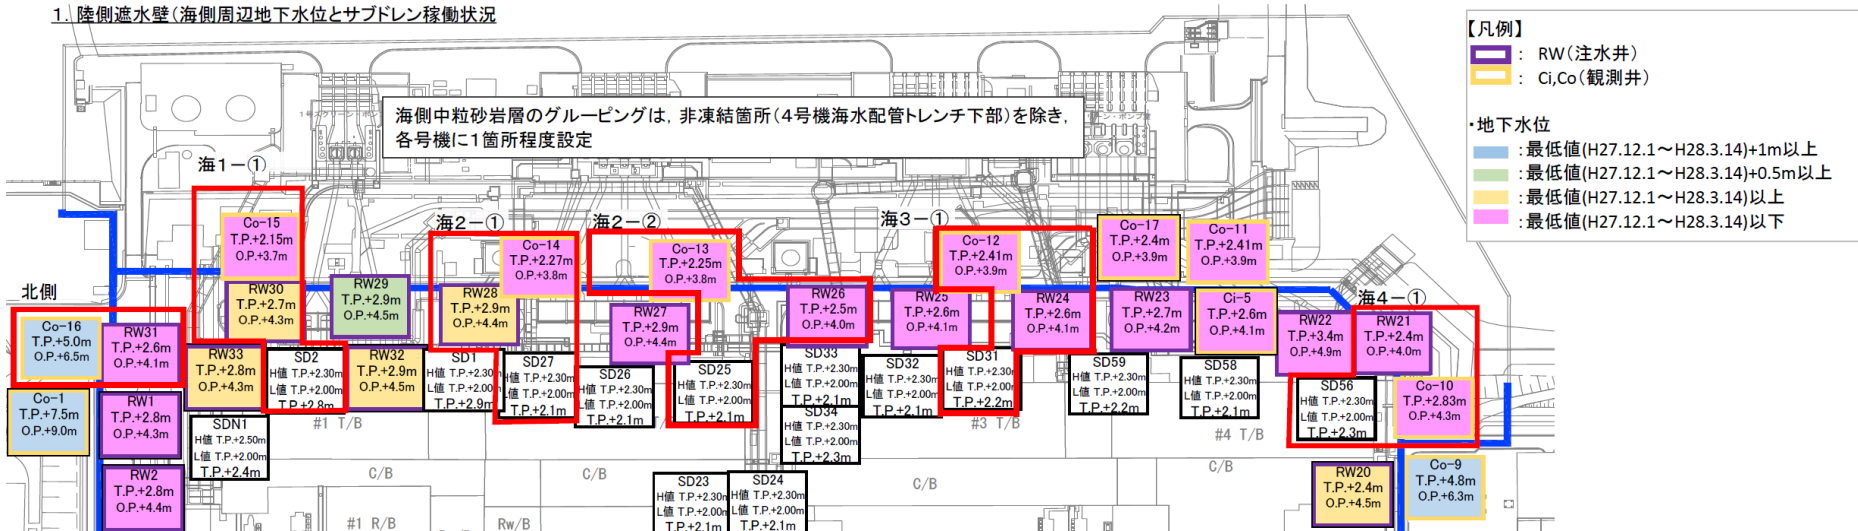 1. 陸側遮水壁（海側周辺地下水位とサブドレン稼働状況
【凡例】
： RW（注水井）
： Ci,Co（観測井）
・地下水位
：最低値(H27.12.1～H28.3.14)+1m以上
：最低値(H27.12.1～H28.3.14)+0.5m以上
：最低値(H27.12.1～H28.3.14)以上
：最低値(H27.12.1～H28.3.14)以下
海側中粒砂岩層のグルーピングは，非凍結箇所（4号機海水配管トレンチ下部）を除き，
各号機に１箇所程度設定
海１－①
海２－①
海２－②
海３－①
海４－①
北側
Co-15
T.P.+2.15m
O.P.+3.7m
Co-14
T.P.+2.27m
O.P.+3.8m
Co-13
T.P.+2.25m
O.P.+3.8m
Co-12
T.P.+2.41m
O.P.+3.9m
Co-17
T.P.+2.4m
O.P.+3.9m
Co-11
T.P.+2.41m
O.P.+3.9m
Co-16
T.P.+5.0m
O.P.+6.5m
RW31
T.P.+2.6m
O.P.+4.1m
RW30
T.P.+2.7m
O.P.+4.3m
RW29
T.P.+2.9m
O.P.+4.5m
RW28
T.P.+2.9m
O.P.+4.4m
RW27
T.P.+2.9m
O.P.+4.4m
RW26
T.P.+2.5m
O.P.+4.0m
RW25
T.P.+2.6m
O.P.+4.1m
RW24
T.P.+2.6m
O.P.+4.1m
RW23
T.P.+2.7m
O.P.+4.2m
Ci-5
T.P.+2.6m
O.P.+4.1m
RW22
T.P.+3.4m
O.P.+4.9m
RW21
T.P.+2.4m
O.P.+4.0m
RW33
T.P.+2.8m
O.P.+4.3m
SD2
H値 T.P.+2.30m
L値 T.P.+2.00m
T.P.+2.8m
RW32
T.P.+2.9m
O.P.+4.5m
SD1
H値 T.P.+2.30m
L値 T.P.+2.00m
T.P.+2.9m
SD27
H値 T.P.+2.30m
L値 T.P.+2.00m
T.P.+2.1m
SD26
H値 T.P.+2.30m
L値 T.P.+2.00m
T.P.+2.1m
SD25
H値 T.P.+2.30m
L値 T.P.+2.00m
T.P.+2.1m
SD33
H値 T.P.+2.30m
L値 T.P.+2.00m
T.P.+2.1m
SD32
H値 T.P.+2.30m
L値 T.P.+2.00m
T.P.+2.1m
SD31
H値 T.P.+2.30m
L値 T.P.+2.00m
T.P.+2.2m
SD59
H値 T.P.+2.30m
L値 T.P.+2.00m
T.P.+2.2m
SD58
H値 T.P.+2.30m
L値 T.P.+2.00m
T.P.+2.1m
SD56
H値 T.P.+2.30m
L値 T.P.+2.00m
T.P.+2.3m
Co-10
T.P.+2.83m
O.P.+4.3m
Co-1
T.P.+7.5m
O.P.+9.0m
RW1
T.P.+2.8m
O.P.+4.3m
SDN1
H値 T.P.+2.50m
L値 T.P.+2.00m
T.P.+2.4m
SD34
H値 T.P.+2.30m
L値 T.P.+2.00m
T.P.+2.3m
#1 T/B
#3 T/B
#4 T/B
RW2
T.P.+2.8m
O.P.+4.4m
C/B
C/B
C/B
C/B
SD23
H値 T.P.+2.30m
L値 T.P.+2.00m
T.P.+2.1m
SD24
H値 T.P.+2.30m
L値 T.P.+2.00m
T.P.+2.1m
RW20
T.P.+2.4m
O.P.+4.5m
Co-9
T.P.+4.8m
O.P.+6.3m
#1 R/B
Rw/B